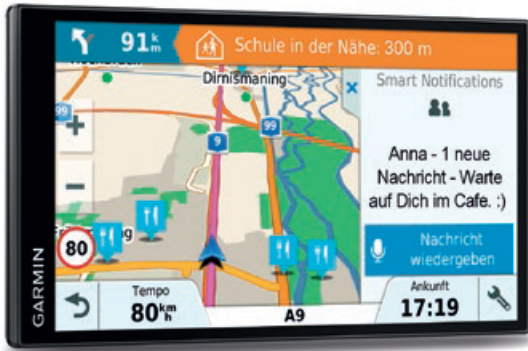 91 km
Schule in der Nähe: 300 m
Dirnismaning
Smart Notifications
99
99
9
Anna - 1 neue
Nachricht - Warte
auf Dich im Cafe. :)
Nachricht
wiedergeben
80
Tempo
80 km h
A9
Ankunft
17:19
GARMIN